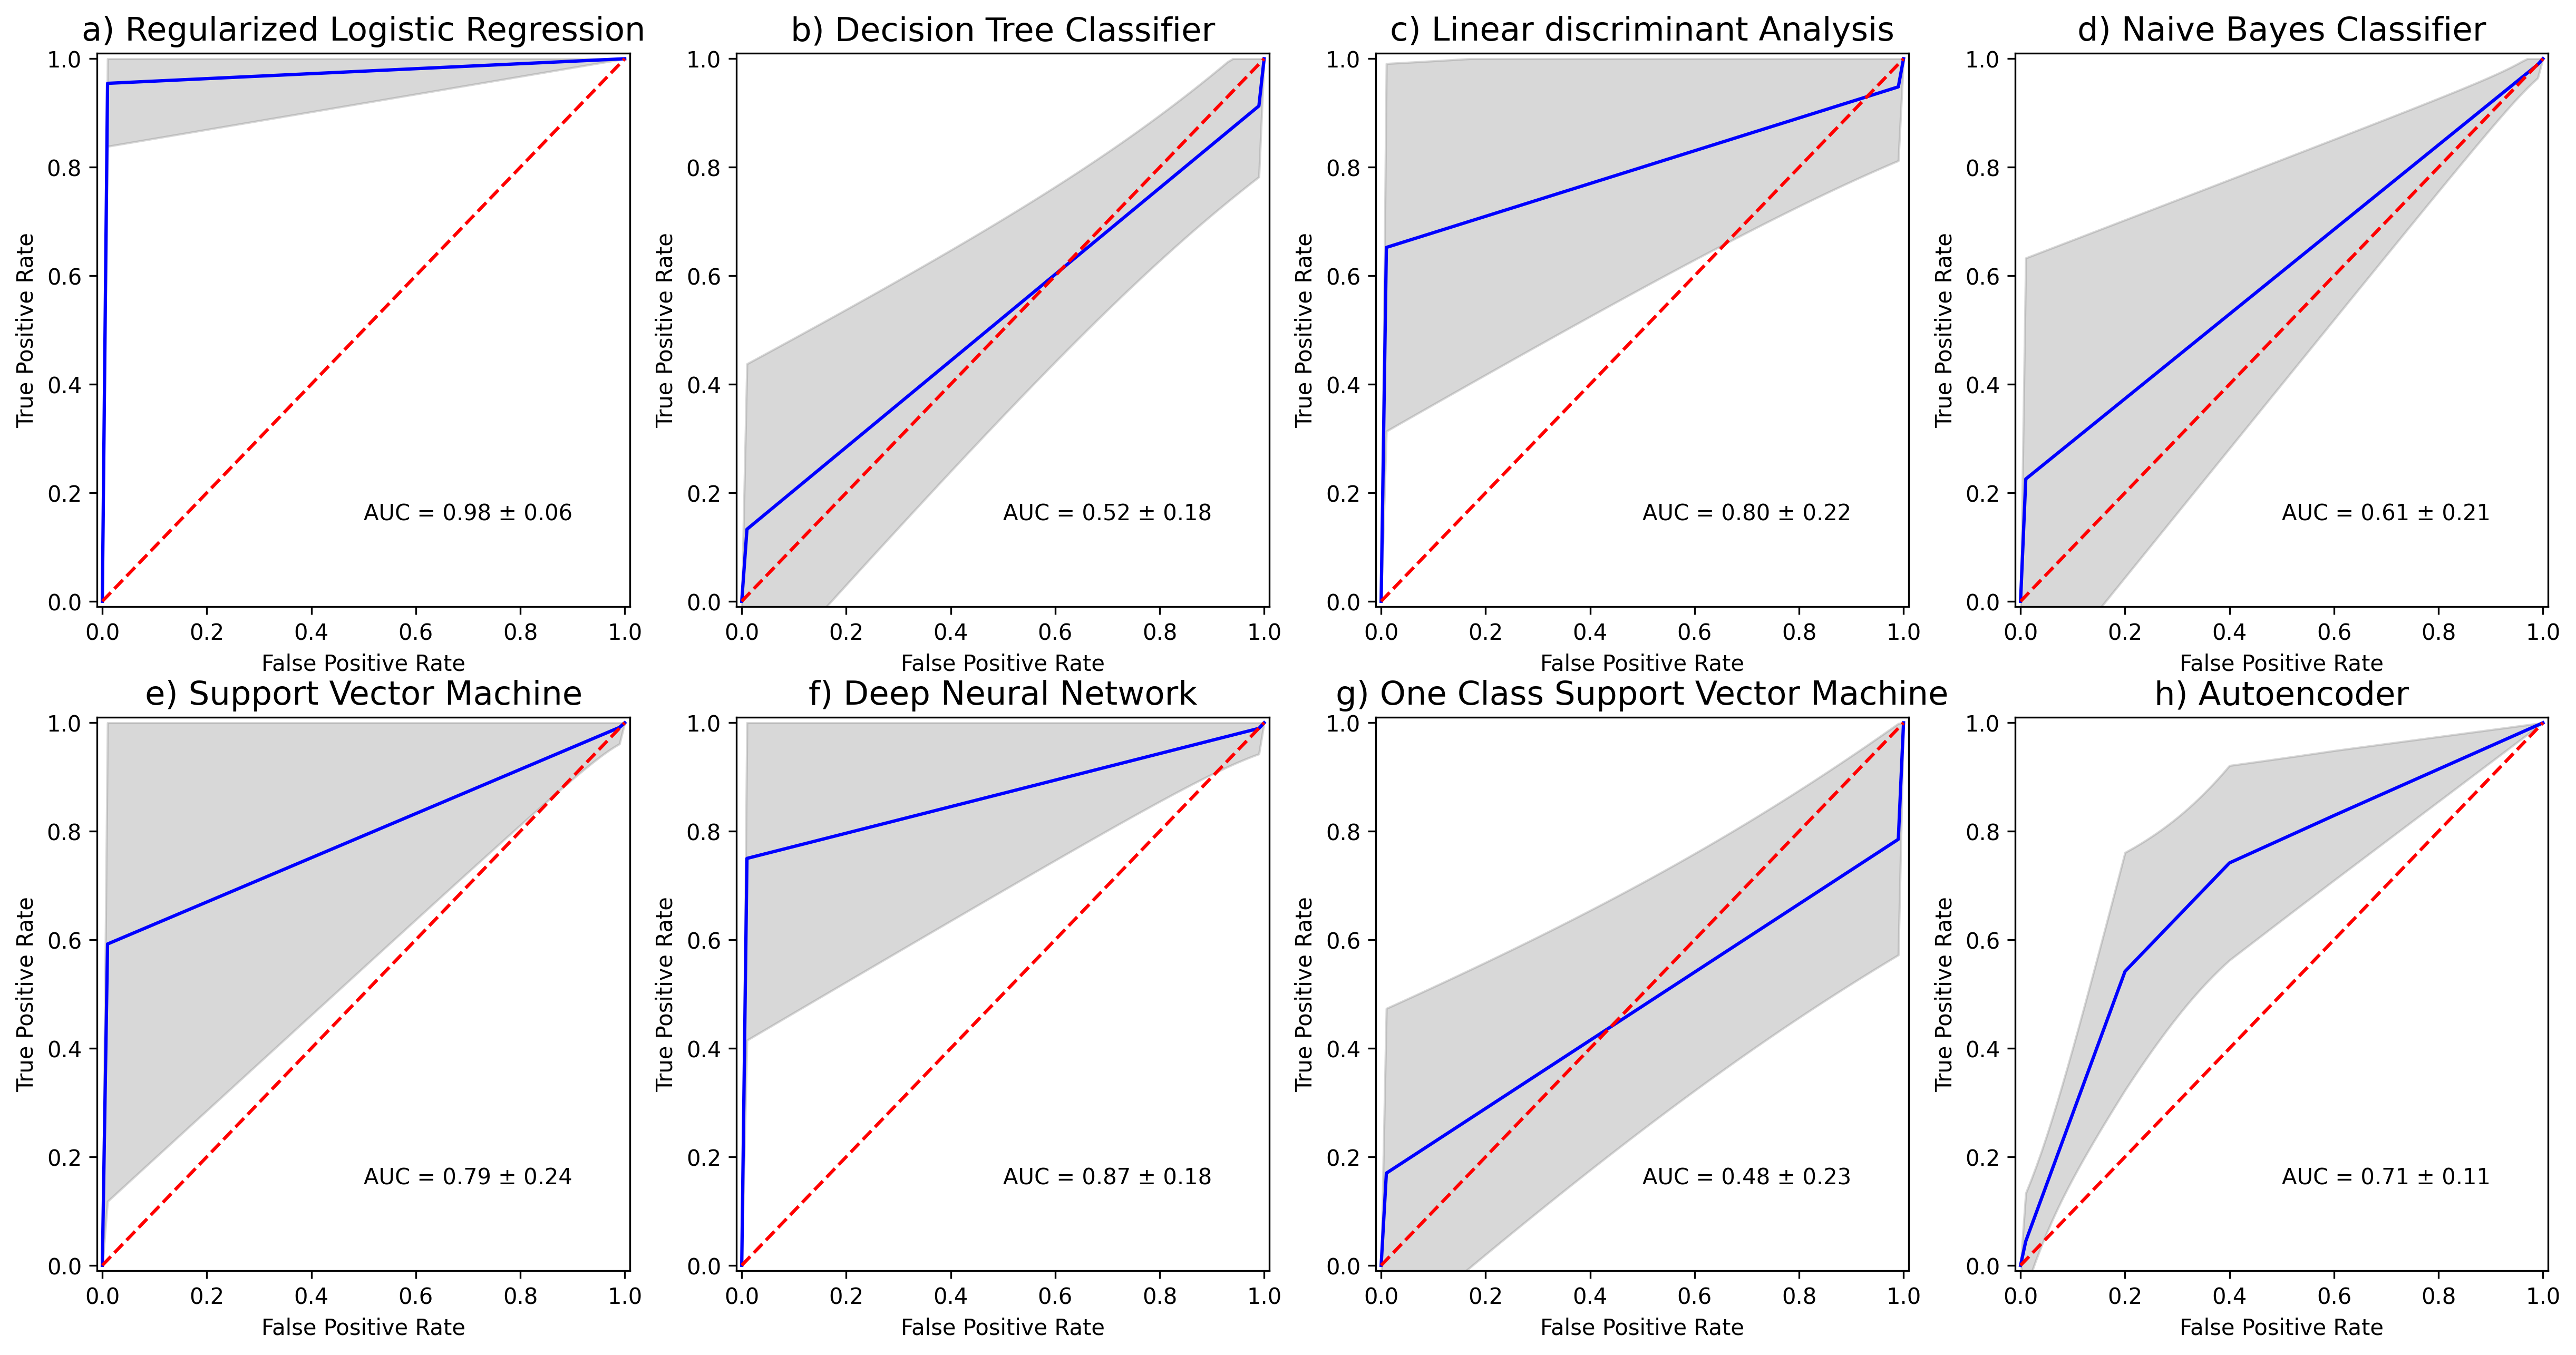 a) Regularized Logistic Regression
1.0
0.8
0.6
0.4
0.2
0.0
True Positive Rate
AUC = 0.98 ± 0.06
0.0 0.2 0.4 0.6 0.8 1.0
False Positive Rate
b) Decision Tree Classifier
1.0
0.8
0.6
0.4
0.2
0.0
True Positive Rate
AUC = 0.52 ± 0.18
0.0 0.2 0.4 0.6 0.8 1.0
False Positive Rate
c) Linear discriminant Analysis
1.0
0.8
0.6
0.4
0.2
0.0
True Positive Rate
AUC = 0.80 ± 0.22
0.0 0.2 0.4 0.6 0.8 1.0
False Positive Rate
d) Naive Bayes Classifier
1.0
0.8
0.6
0.4
0.2
0.0
True Positive Rate
AUC = 0.61 ± 0.21
0.0 0.2 0.4 0.6 0.8 1.0
False Positive Rate
e) Support Vector Machine
1.0
0.8
0.6
0.4
0.2
0.0
True Positive Rate
AUC = 0.79 ± 0.24
0.0 0.2 0.4 0.6 0.8 1.0
False Positive Rate
f) Deep Neural Network
1.0
0.8
0.6
0.4
0.2
0.0
True Positive Rate
AUC = 0.87 ± 0.18
0.0 0.2 0.4 0.6 0.8 1.0
False Positive Rate
g) One Class Support Vector Machine
1.0
0.8
0.6
0.4
0.2
0.0
True Positive Rate
AUC = 0.48 ± 0.23
0.0 0.2 0.4 0.6 0.8 1.0
False Positive Rate
h) Autoencoder
1.0
0.8
0.6
0.4
0.2
0.0
True Positive Rate
AUC = 0.71 ± 0.11
0.0 0.2 0.4 0.6 0.8 1.0
False Positive Rate